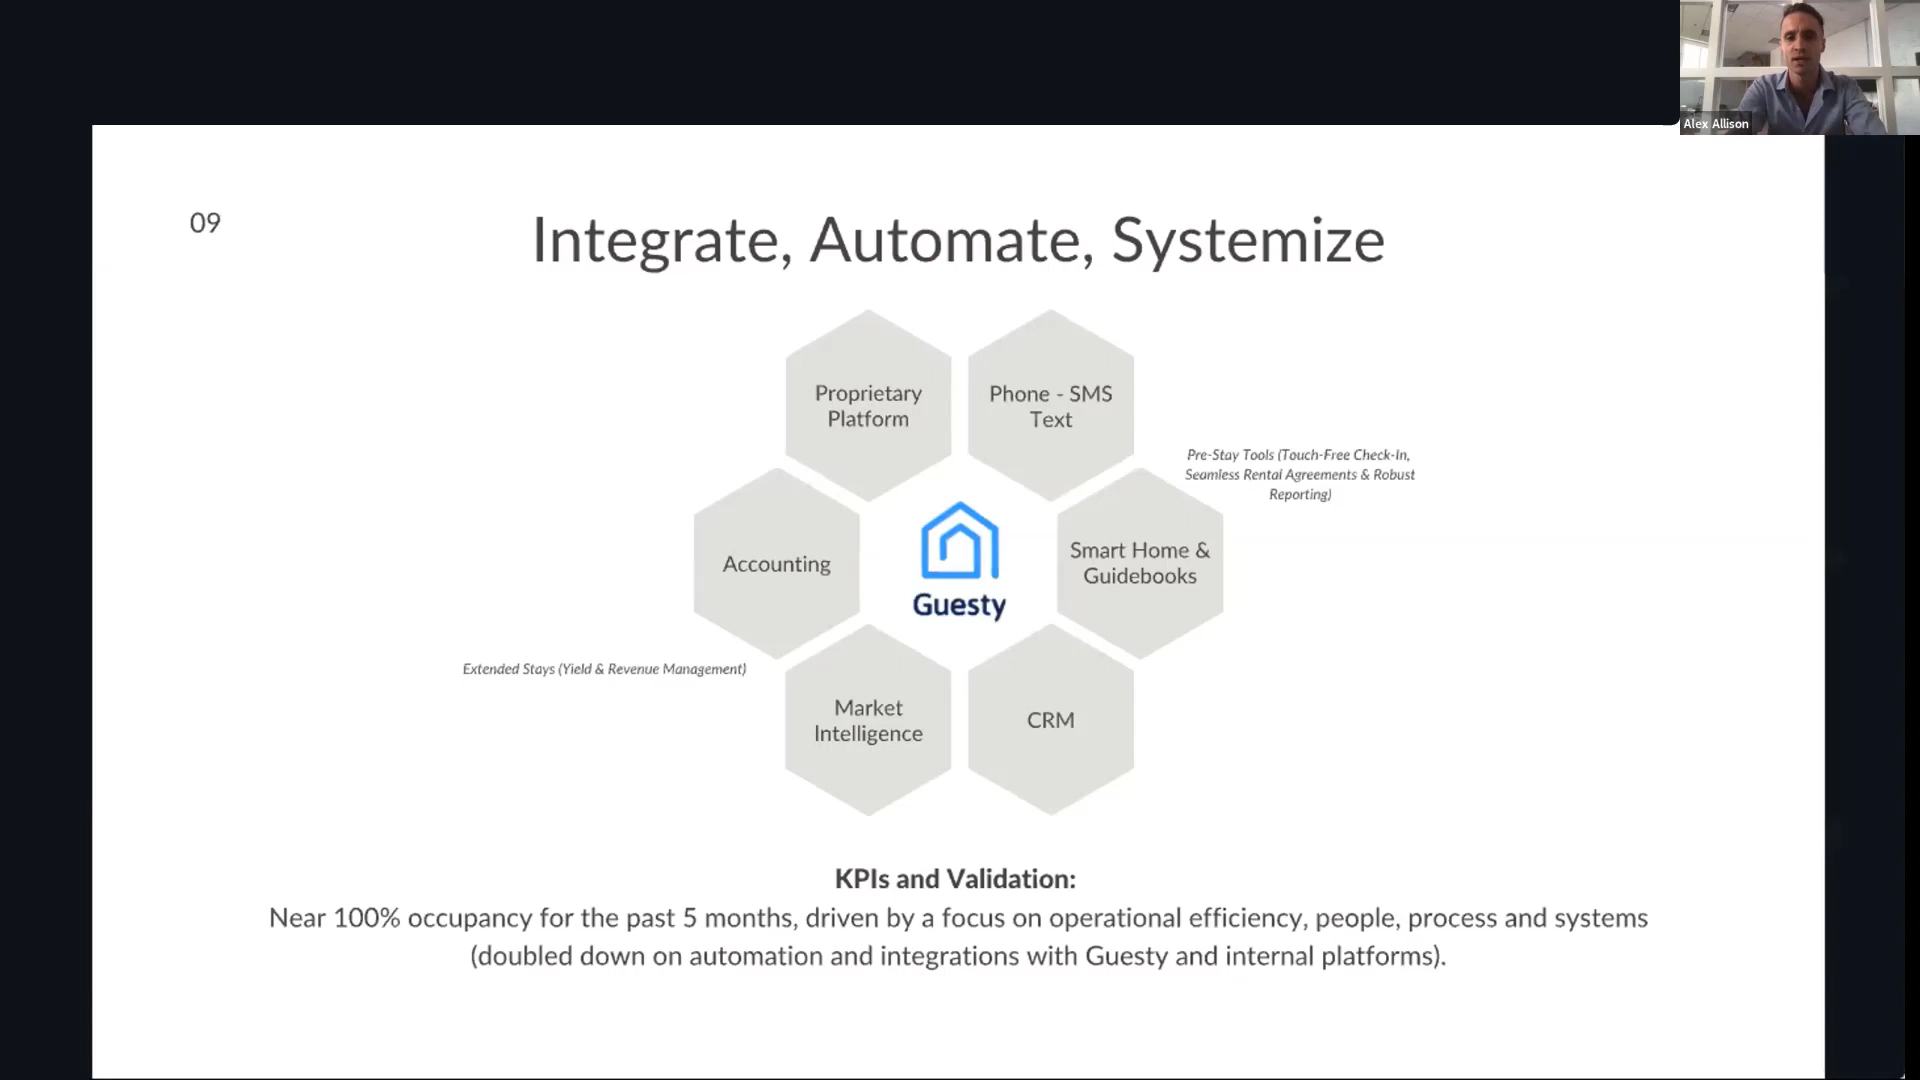 Alex Allison
09
Integrate, Automate, Systemize
Proprietary
Platform
Phone - SMS
Text
Pre-Stay Tools (Touch-Free Check-In,
Seamless Rental Agreements & Robust
Reporting)
Accounting
Guesty
Smart Home &
Guidebooks
Extended Stays (Yield & Revenue Management)
Market
Intelligence
CRM
KPIs and Validation:
Near 100% occupancy for the past 5 months, driven by a focus on operational efficiency, people, process and systems
(doubled down on automation and integrations with Guesty and internal platforms).